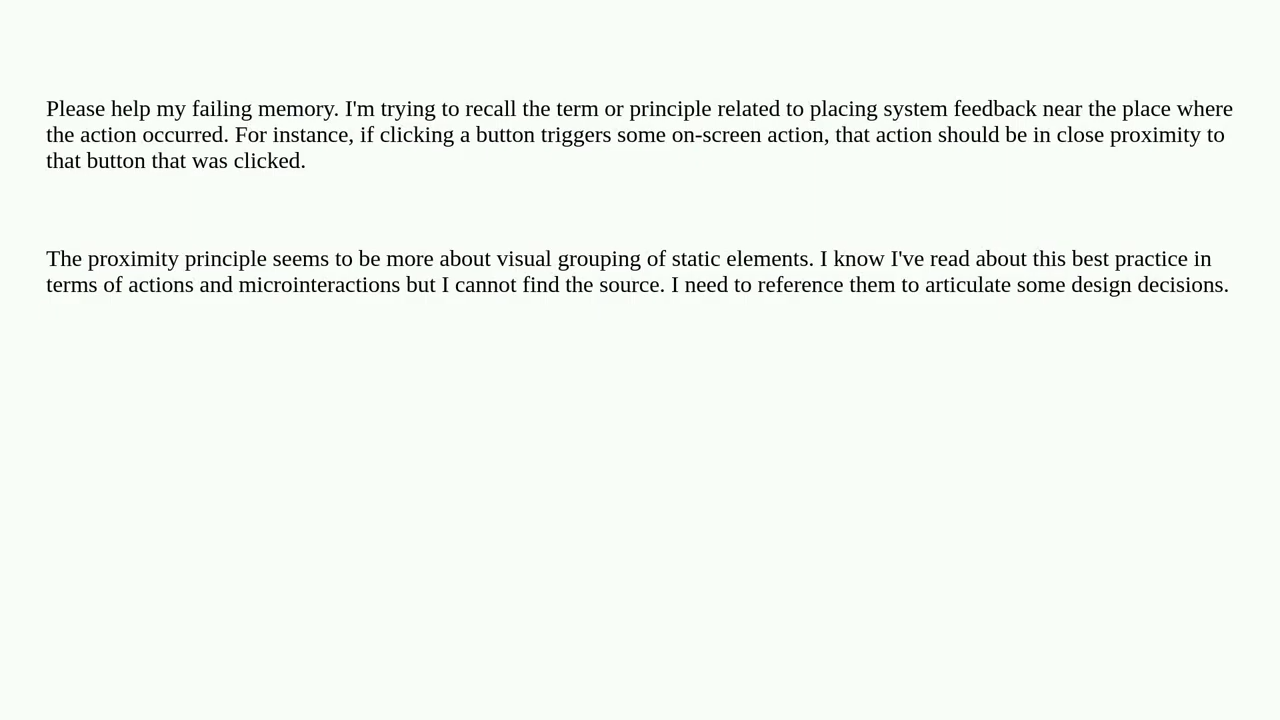 Please help my failing memory. I'm trying to recall the term or principle related to placing system feedback near the place where
the action occurred. For instance, if clicking a button triggers some on-screen action, that action should be in close proximity to
that button that was clicked.
The proximity principle seems to be more about visual grouping of static elements. I know I've read about this best practice in
terms of actions and microinteractions but I cannot find the source. I need to reference them to articulate some design decisions.